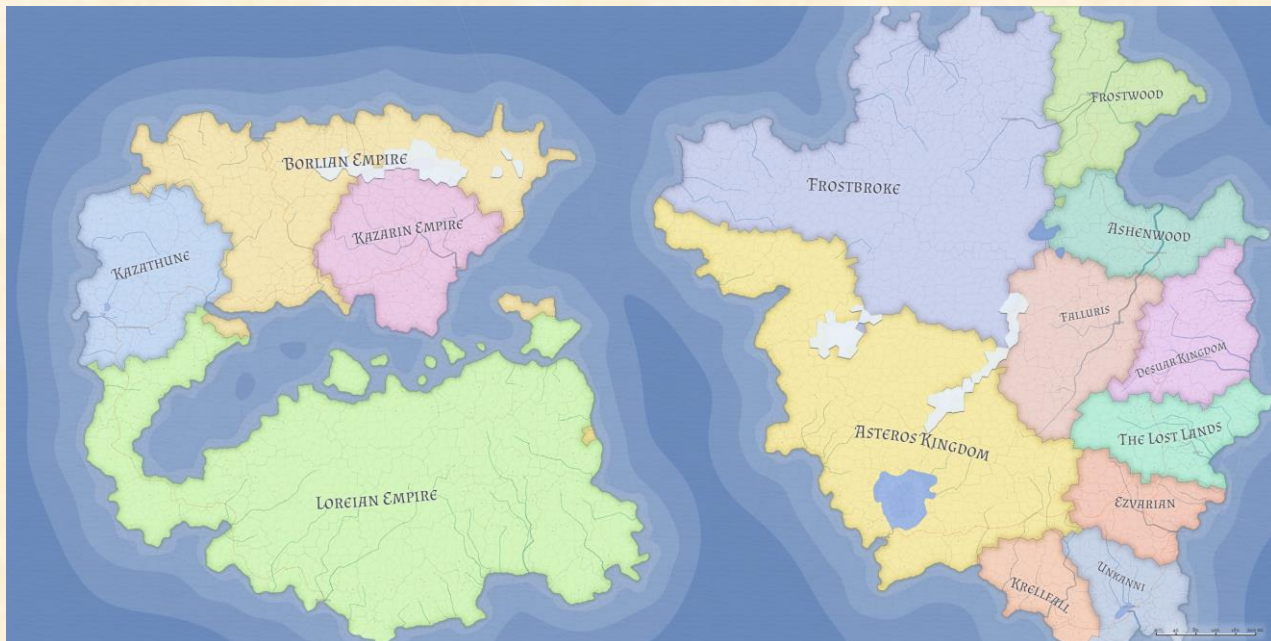 Borlian Empire
Kazarin Empire
Kazathune
Loreian Empire
Frostwood
Frostbroke
Ashenwood
Falluris
Desuar Kingdom
Asteros Kingdom
The Lost Lands
Ezvarian
Krelfall
Unkanni